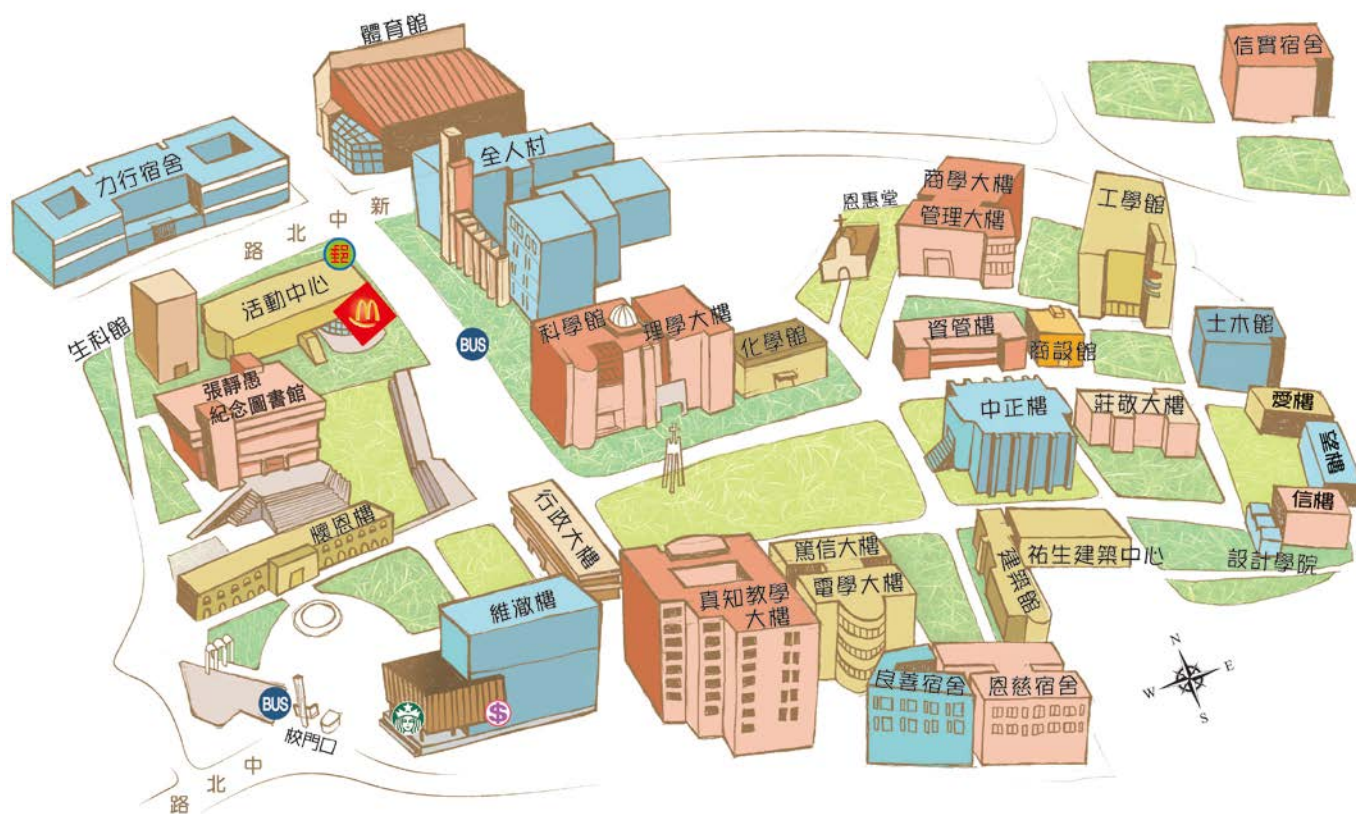 體育館
信實宿舍
力行宿舍
全人村
新
中
北
路
郵
活動中心
生科館
BUS
恩惠堂
商學大樓
管理大樓
工學館
科學館
理學大樓
化學館
資管樓
商設館
土木館
張靜愚
紀念圖書館
中正樓
莊敬大樓
愛樓
望樓
信樓
懷恩樓
行政大樓
篤信大樓
電學大樓
真知教學
大樓
建築館
祐生建築中心
設計學院
維澈樓
良善宿舍
恩慈宿舍
N
E
W
S
BUS
$
校門口
中
北
路